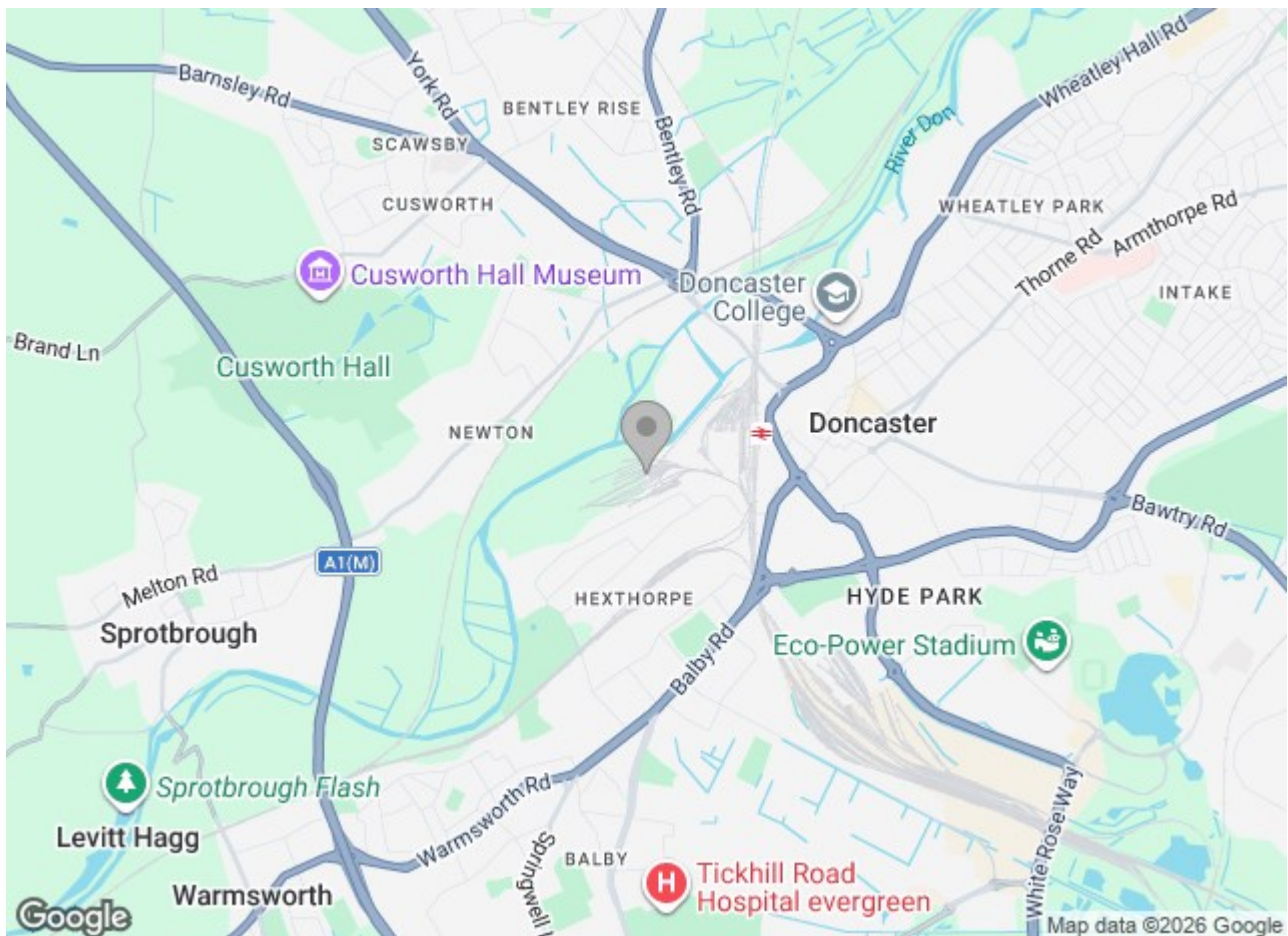 Barnsley Rd
York Rd
BENTLEY RISE
Bentley Rd
Wheatley Hall Rd
River Don
SCAWSBY
CUSWORTH
WHEATLEY PARK
Armthorpe Rd
Thorne Rd
INTAKE
Cusworth Hall Museum
Doncaster
College
Brand Ln
Cusworth Hall
NEWTON
Doncaster
Bawtry Rd
A1(M)
Melton Rd
Sprotbrough
HEXTHORPE
HYDE PARK
Eco-Power Stadium
Balby Rd
Sprotbrough Flash
Levitt Hagg
Warmsworth Rd
White Rose Way
Springwell
BALBY
Warmsworth
H
Tickhill Road
Hospital evergreen
Google
Map data ©2026 Google